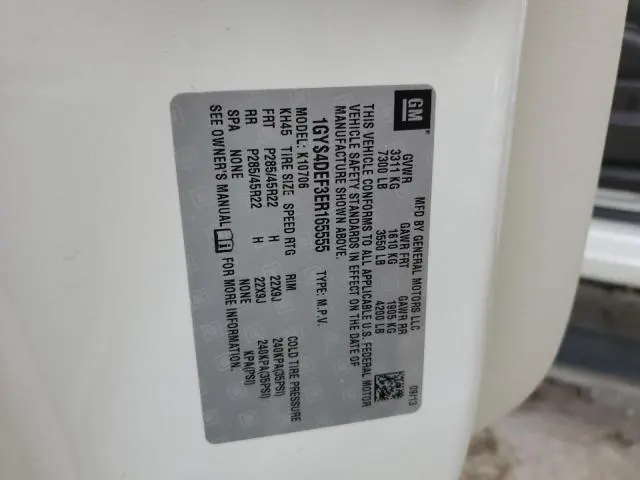 GM
MFD BY GENERAL MOTORS LLC 09/13
GVWR GAWR FRT GAWR RR
3311 KG 1610 KG 1905 KG
7300 LB 3550 LB 4200 LB
THIS VEHICLE CONFORMS TO ALL APPLICABLE U.S. FEDERAL MOTOR
VEHICLE SAFETY STANDARDS IN EFFECT ON THE DATE OF
MANUFACTURE SHOWN ABOVE.
1GYS4DEF3ER165555 TYPE: M.P.V.
MODEL: K10706
KH45 TIRE SIZE SPEED RTG RIM COLD TIRE PRESSURE
FRT P285/45R22 H 22X9J 240KPA(35PSI)
RR P285/45R22 H 22X9J 240KPA(35PSI)
SPA NONE NONE KPA(PSI)
SEE OWNER'S MANUAL FOR MORE INFORMATION.